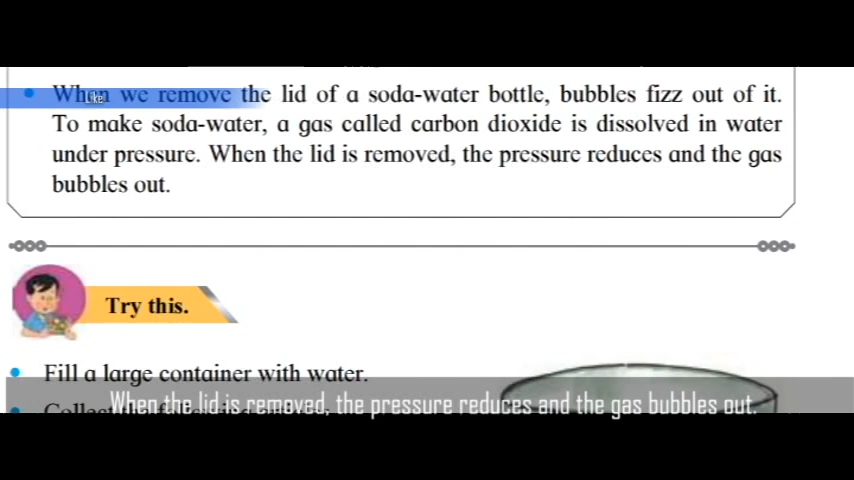 When we remove the lid of a soda-water bottle, bubbles fizz out of it.
To make soda-water, a gas called carbon dioxide is dissolved in water
under pressure. When the lid is removed, the pressure reduces and the gas
bubbles out.
Try this.
Fill a large container with water.
Collect the
When the lid is removed, the pressure reduces and the gas bubbles out.